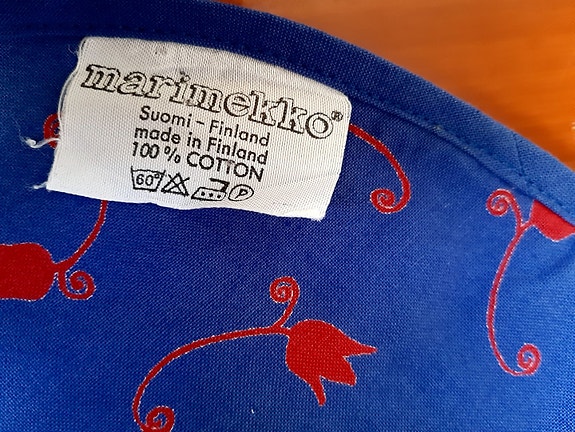 marimekko®
Suomi - Finland
made in Finland
100 % COTTON
60° P